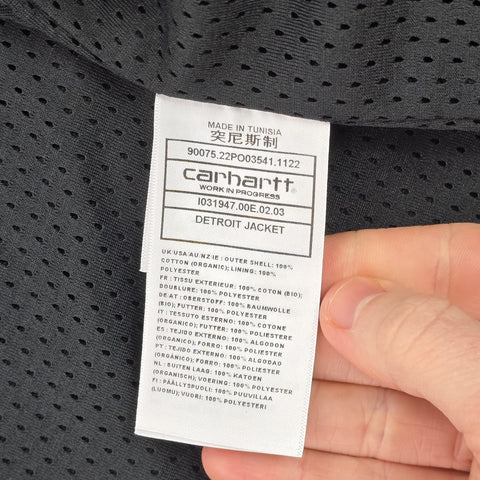 MADE IN TUNISIA
突尼斯制
90075.22PO03541.1122
carhartt
WORK IN PROGRESS
I031947.00E.02.03
DETROIT JACKET
UK/USA/AU/NZ/IE : OUTER SHELL: 100%
COTTON (ORGANIC); LINING: 100%
POLYESTER
FR : TISSU EXTERIEUR: 100% COTON (BIO);
DOUBLURE: 100% POLYESTER
DE/AT : OBERSTOFF: 100% BAUMWOLLE
(BIO); FUTTER: 100% POLYESTER
IT : TESSUTO ESTERNO: 100% COTONE
(ORGANICO); FUTTER: 100% POLIESTERE
ES : TEJIDO EXTERNO: 100% ALGODON
(ORGANICO); FORRO: 100% POLIESTER
PT : TEJIDO EXTERNO: 100% ALGODÃO
(ORGÂNICO); FORRO: 100% POLIESTER
NL : BUITEN LAAG: 100% KATOEN
(ORGANISCH); VOERING: 100% POLYESTER
FI : PÄÄLLYSPUOLI: 100% PUUVILLAA
(LUOMU); VUORI: 100% POLYESTERI